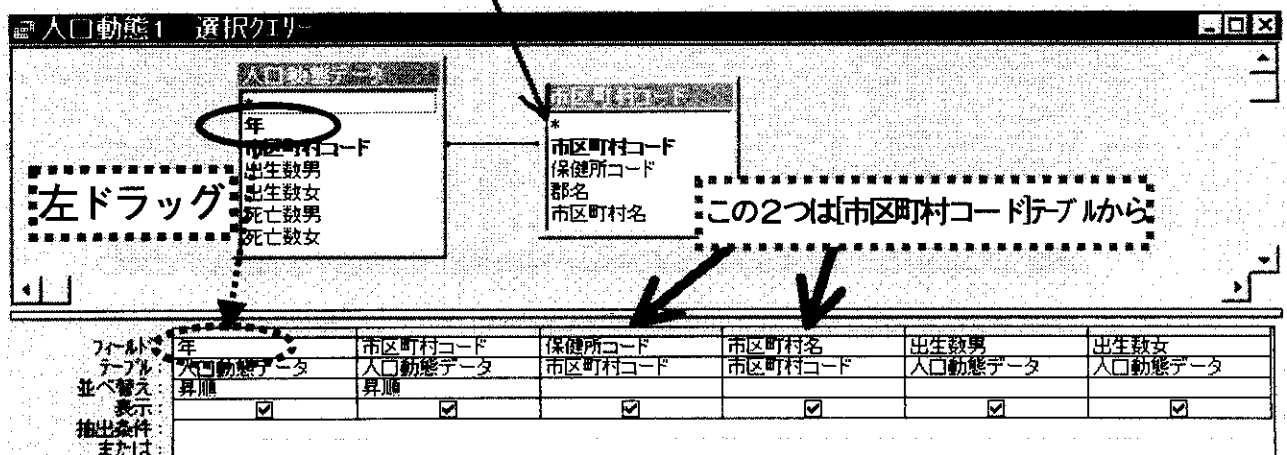 人口動態1 選択クエリー
人口動態データ
*
年
市区町村コード
出生数男
出生数女
死亡数男
死亡数女
市区町村コード
*
市区町村コード
保健所コード
郡名
市区町村名
左ドラッグ
この2つは[市区町村コード]テーブルから
フィールド: 年 市区町村コード 保健所コード 市区町村名 出生数男 出生数女
テーブル: 人口動態データ 人口動態データ 市区町村コード 市区町村コード 人口動態データ 人口動態データ
並べ替え: 昇順 昇順
表示:
抽出条件:
または: